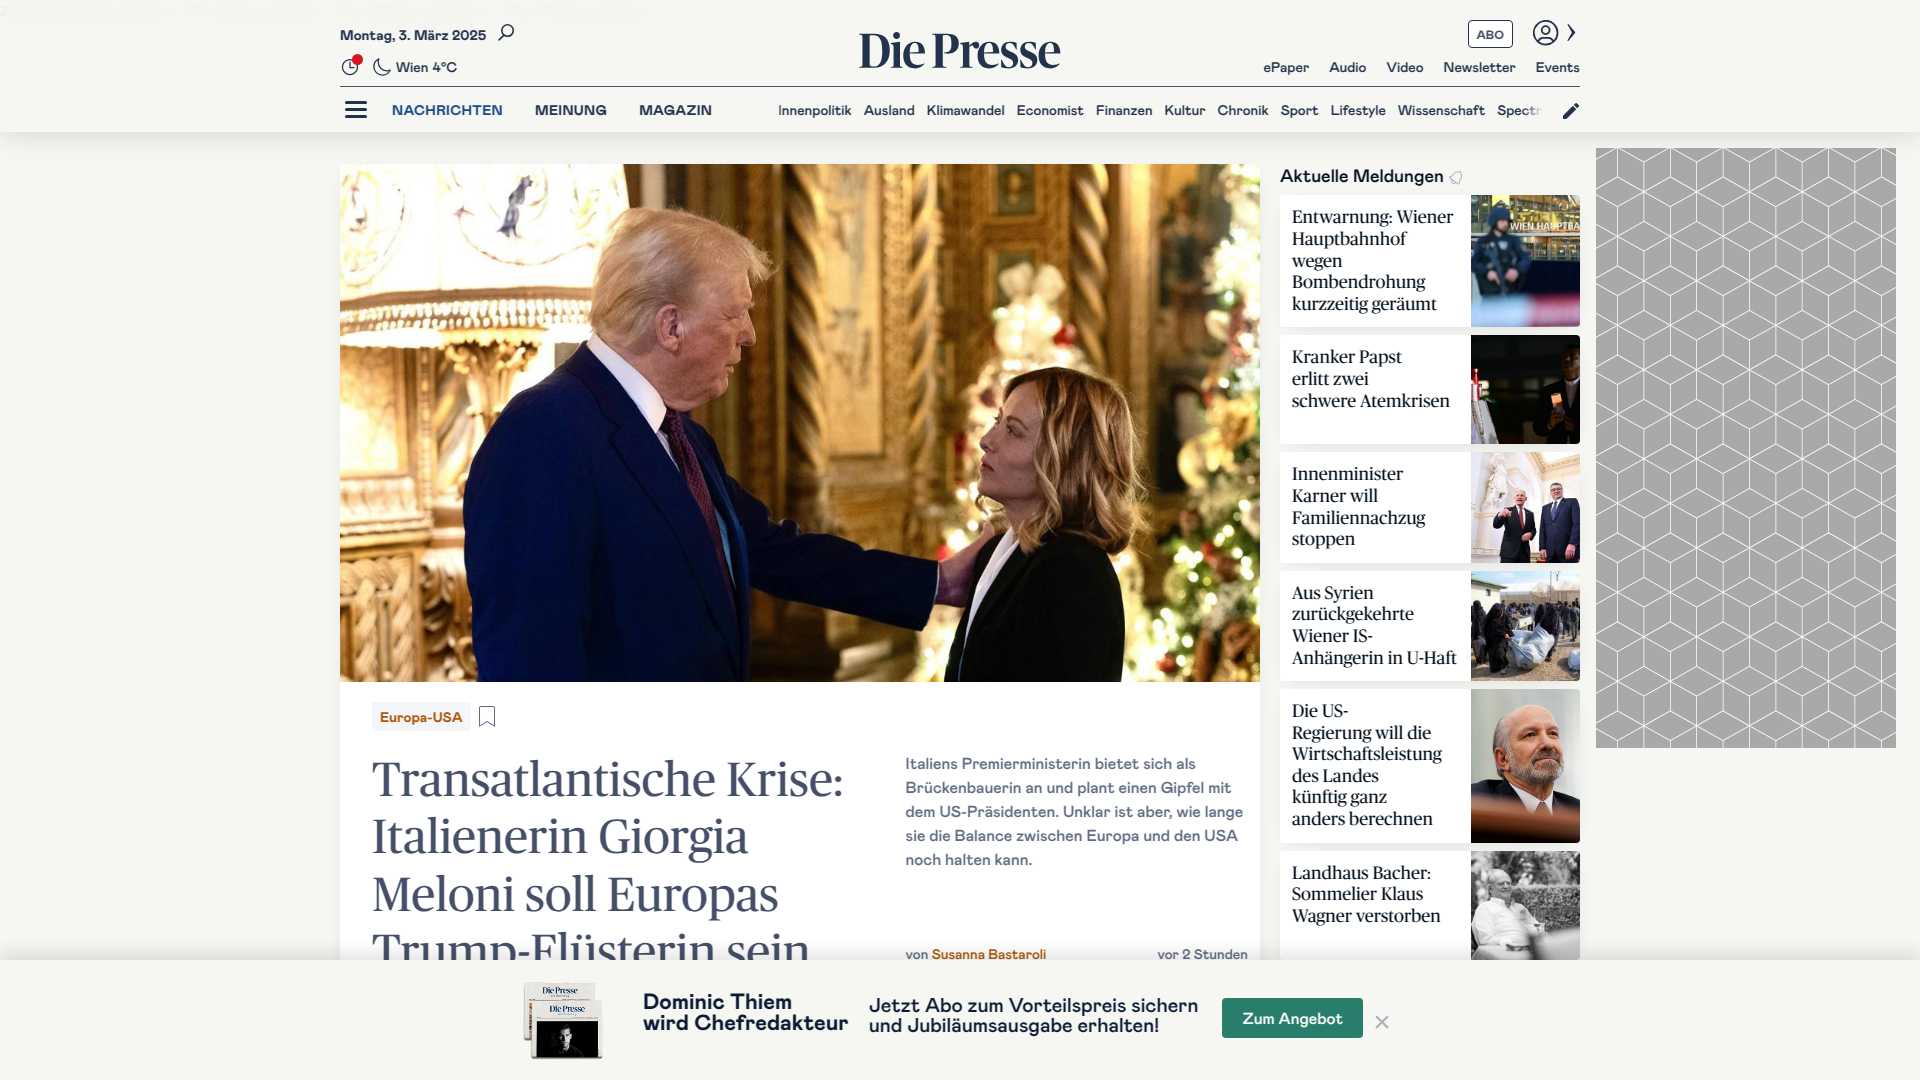 Montag, 3. März 2025
Wien 4°C
Die Presse
ABO
ePaper Audio Video Newsletter Events
NACHRICHTEN MEINUNG MAGAZIN
Innenpolitik Ausland Klimawandel Economist Finanzen Kultur Chronik Sport Lifestyle Wissenschaft Spectr
Aktuelle Meldungen
Entwarnung: Wiener
Hauptbahnhof
wegen
Bombendrohung
kurzzeitig geräumt
WIEN HAUPTBA
Kranker Papst
erlitt zwei
schwere Atemkrisen
Innenminister
Karner will
Familiennachzug
stoppen
Aus Syrien
zurückgekehrte
Wiener IS-
Anhängerin in U-Haft
Die US-
Regierung will die
Wirtschaftsleistung
des Landes
künftig ganz
anders berechnen
Landhaus Bacher:
Sommelier Klaus
Wagner verstorben
Europa-USA
Transatlantische Krise:
Italienerin Giorgia
Meloni soll Europas
Trump-Flüsterin sein
Italiens Premierministerin bietet sich als
Brückenbauerin an und plant einen Gipfel mit
dem US-Präsidenten. Unklar ist aber, wie lange
sie die Balance zwischen Europa und den USA
noch halten kann.
von Susanna Bastaroli
vor 2 Stunden
Die Presse
Die Presse
Dominic Thiem
wird Chefredakteur
Jetzt Abo zum Vorteilspreis sichern
und Jubiläumsausgabe erhalten!
Zum Angebot